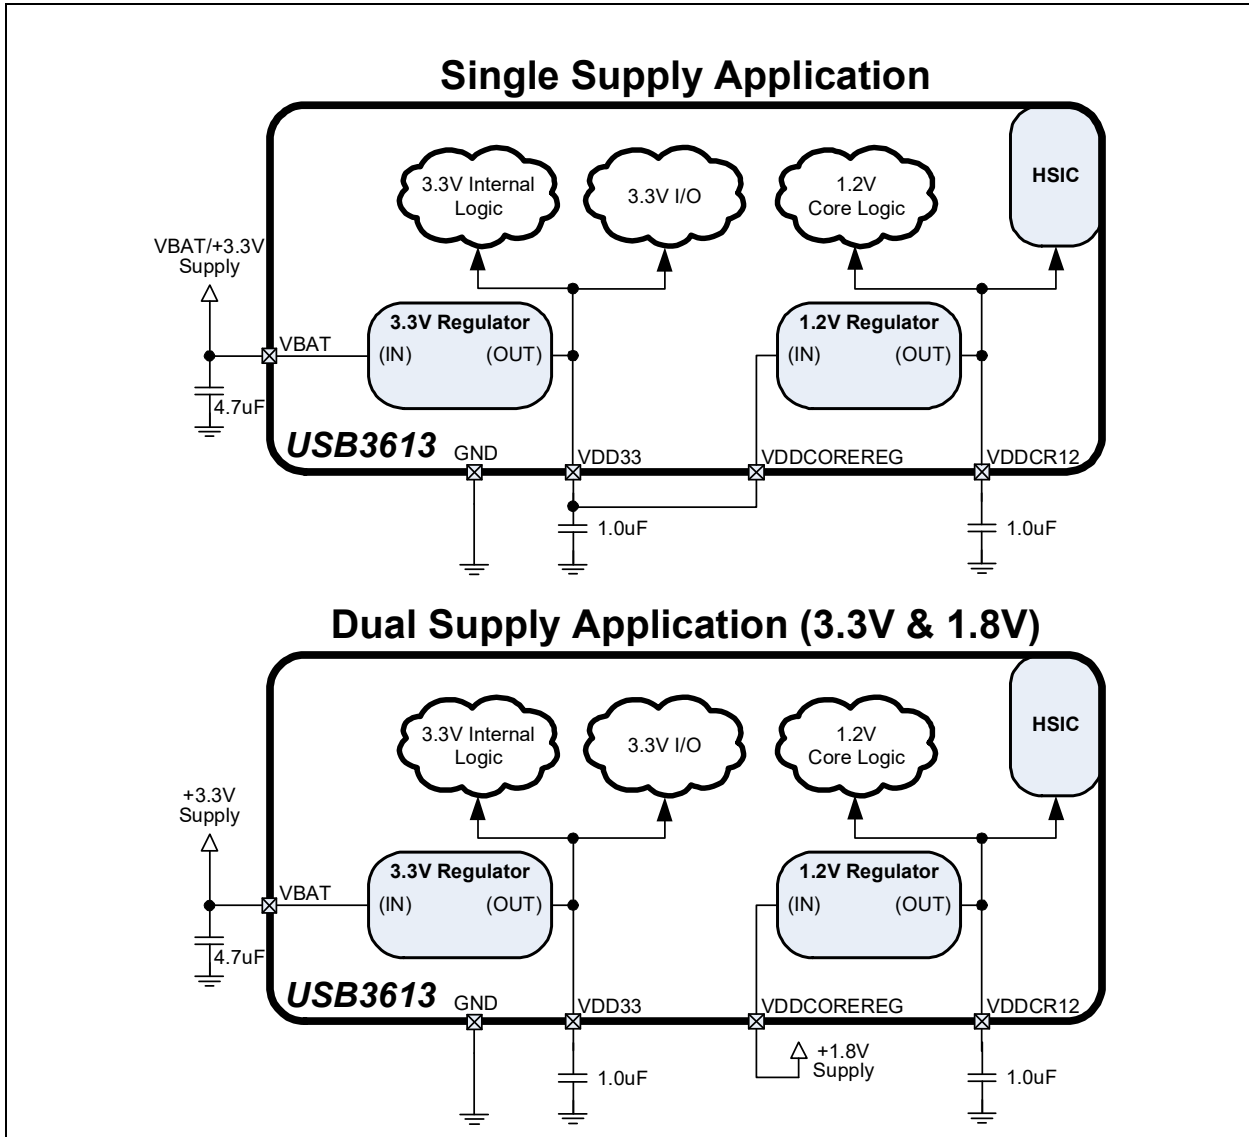 Single Supply Application
HSIC
3.3V Internal
Logic
3.3V I/O
1.2V
Core Logic
VBAT/+3.3V
Supply
VBAT
3.3V Regulator
(IN) (OUT)
1.2V Regulator
(IN) (OUT)
4.7uF
USB3613
GND
VDD33
VDDCOREREG
VDDCR12
1.0uF
1.0uF
Dual Supply Application (3.3V & 1.8V)
HSIC
3.3V Internal
Logic
3.3V I/O
1.2V
Core Logic
+3.3V
Supply
VBAT
3.3V Regulator
(IN) (OUT)
1.2V Regulator
(IN) (OUT)
4.7uF
USB3613
GND
VDD33
VDDCOREREG
VDDCR12
1.0uF
+1.8V
Supply
1.0uF